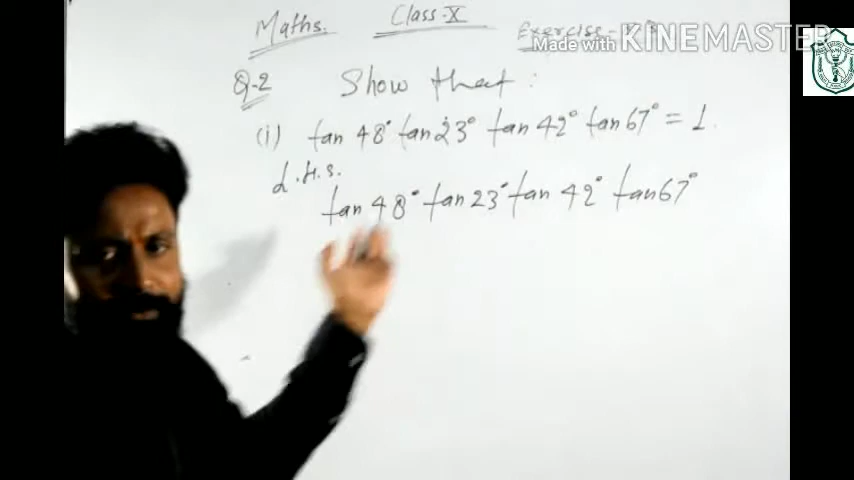 Maths. Class-X Exercise-
Made with KINEMASTER
Q-2 Show that:
(i) tan 48° tan 23° tan 42° tan 67° = 1.
L.H.S.
tan 48° tan 23° tan 42° tan 67°